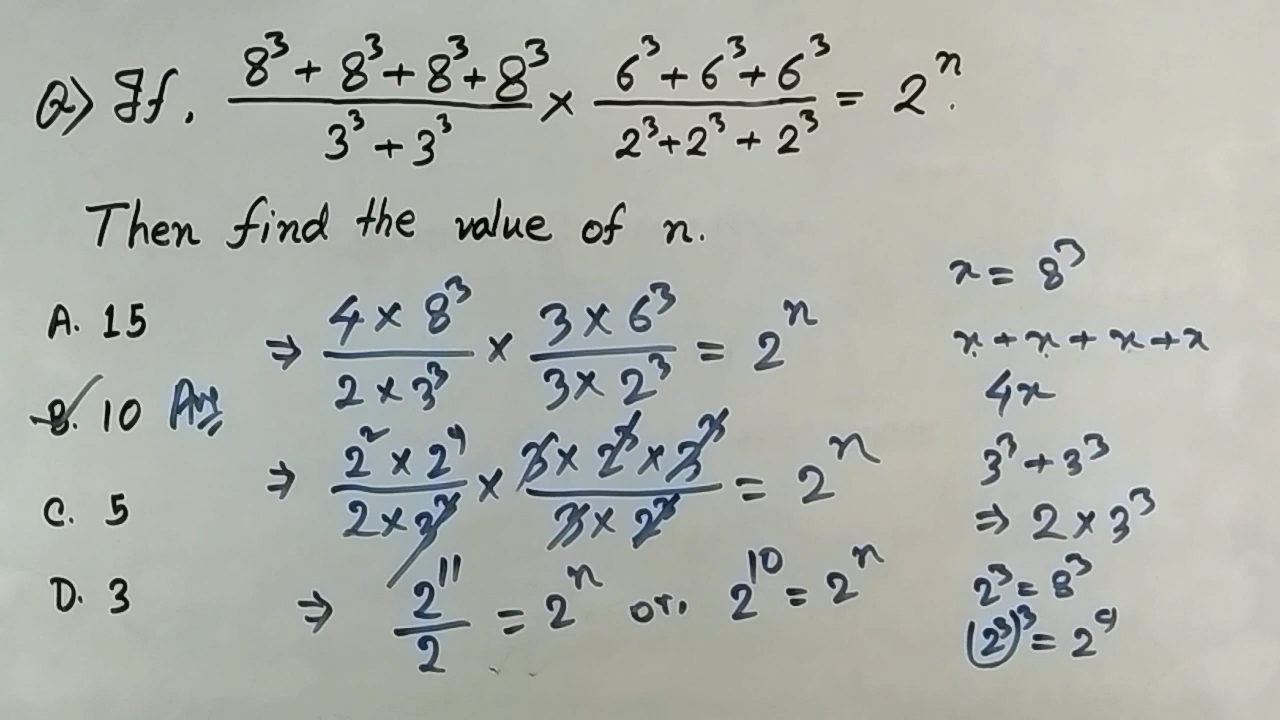 Q) If, (8³ + 8³ + 8³ + 8³)/(3³ + 3³) × (6³ + 6³ + 6³)/(2³ + 2³ + 2³) = 2ⁿ.
Then find the value of n.
A. 15
B. 10 Ans
C. 5
D. 3
⇒ (4 × 8³)/(2 × 3³) × (3 × 6³)/(3 × 2³) = 2ⁿ
⇒ (2² × 2⁹)/(2 × 3³) × (3 × 2³ × 3³)/(3 × 2³) = 2ⁿ
⇒ 2¹¹/2 = 2ⁿ or, 2¹⁰ = 2ⁿ
x = 8³
x + x + x + x
4x
3³ + 3³
⇒ 2 × 3³
2³ = 8³
(2³)³ = 2⁹